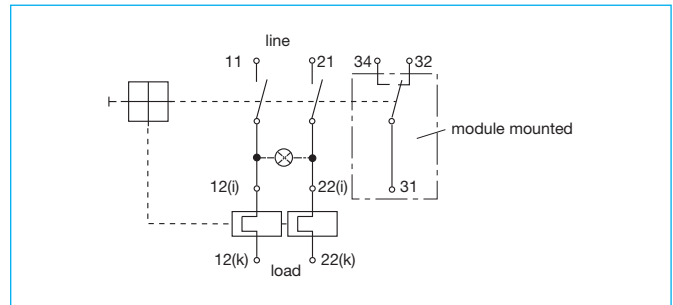 line
11 21 34 32
module mounted
12(i) 22(i) 31
12(k) 22(k)
load